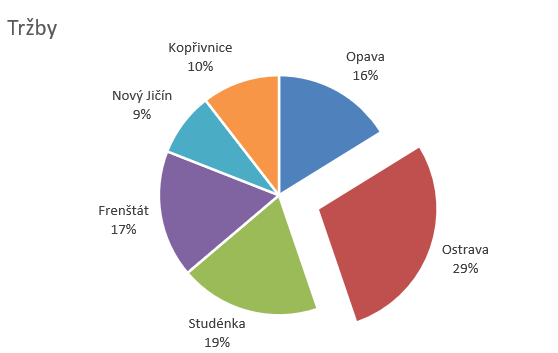 Tržby
Kopřivnice
10%
Opava
16%
Nový Jičín
9%
Frenštát
17%
Ostrava
29%
Studénka
19%